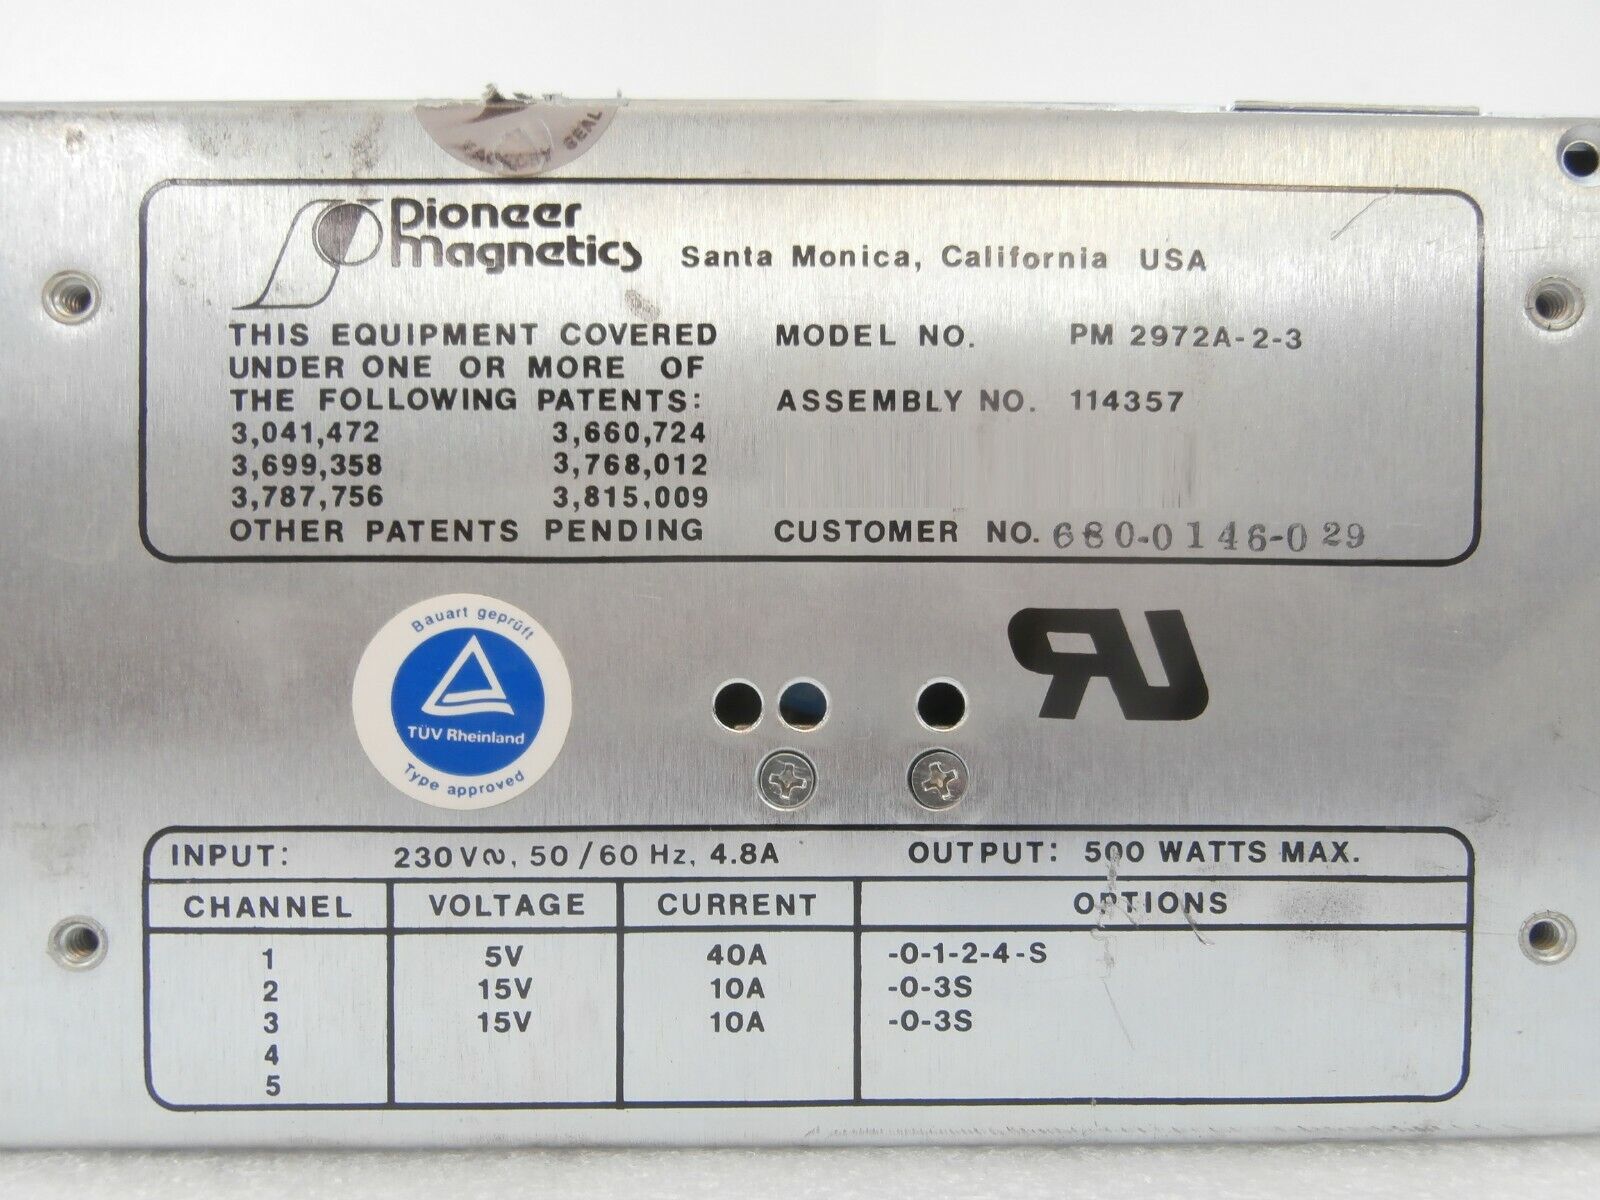 FACTORY SEAL
Pioneer
Magnetics
Santa Monica, California USA
THIS EQUIPMENT COVERED
UNDER ONE OR MORE OF
THE FOLLOWING PATENTS:
3,041,472 3,660,724
3,699,358 3,768,012
3,787,756 3,815,009
OTHER PATENTS PENDING
MODEL NO. PM 2972A-2-3
ASSEMBLY NO. 114357
CUSTOMER NO. 680-0146-029
Bauart geprüft
TÜV Rheinland
Type approved
RU
INPUT: 230V∿, 50/60 Hz, 4.8A OUTPUT: 500 WATTS MAX.
CHANNEL VOLTAGE CURRENT OPTIONS
1 5V 40A -0-1-2-4-S
2 15V 10A -0-3S
3 15V 10A -0-3S
4
5